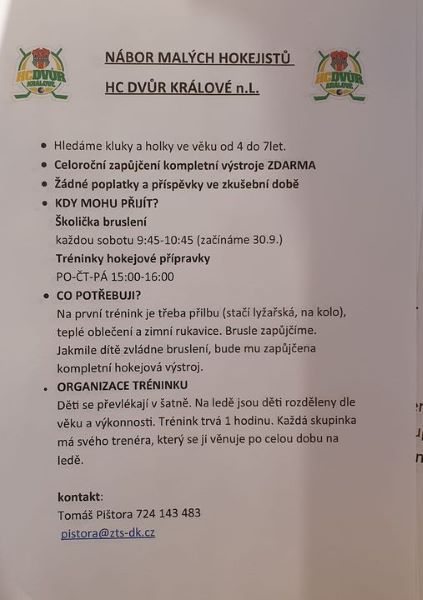 NÁBOR MALÝCH HOKEJISTŮ
HC DVŮR KRÁLOVÉ n.L.
HC DVŮR
KRÁLOVÉ
HC DVŮR
KRÁLOVÉ
• Hledáme kluky a holky ve věku od 4 do 7let.
• Celoroční zapůjčení kompletní výstroje ZDARMA
• Žádné poplatky a příspěvky ve zkušební době
• KDY MOHU PŘIJÍT?
Školička bruslení
každou sobotu 9:45-10:45 (začínáme 30.9.)
Tréninky hokejové přípravky
PO-ČT-PÁ 15:00-16:00
• CO POTŘEBUJI?
Na první trénink je třeba přilbu (stačí lyžařská, na kolo),
teplé oblečení a zimní rukavice. Brusle zapůjčíme.
Jakmile dítě zvládne bruslení, bude mu zapůjčena
kompletní hokejová výstroj.
• ORGANIZACE TRÉNINKU
Děti se převlékají v šatně. Na ledě jsou děti rozděleny dle
věku a výkonnosti. Trénink trvá 1 hodinu. Každá skupinka
má svého trenéra, který se jí věnuje po celou dobu na
ledě.
kontakt:
Tomáš Pištora 724 143 483
pistora@zts-dk.cz